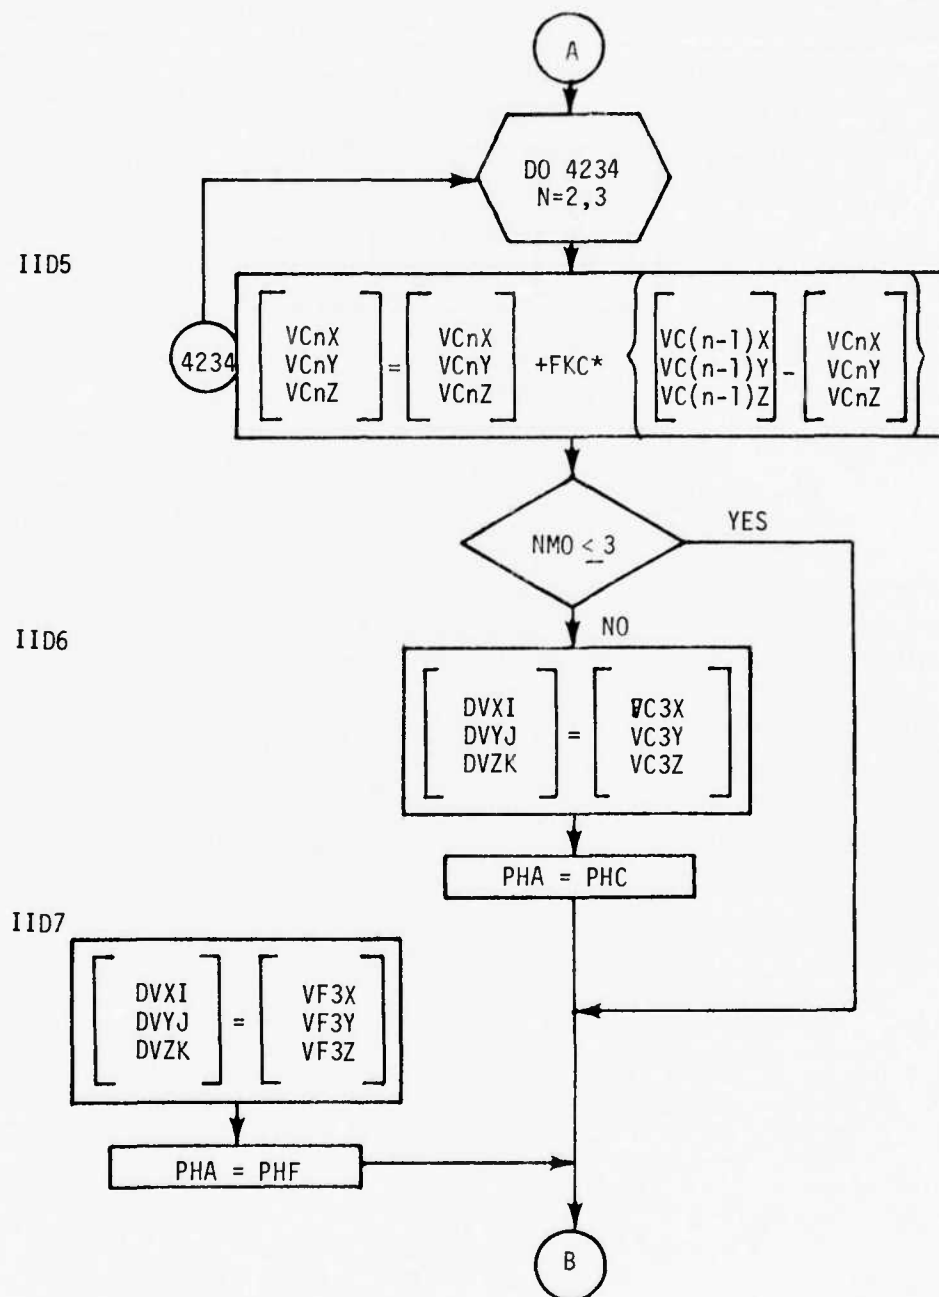 A
DO 4234
N=2,3
IID5
4234
VCnX
VCnY
VCnZ
=
VCnX
VCnY
VCnZ
+FKC*
VC(n-1)X
VC(n-1)Y
VC(n-1)Z
-
VCnX
VCnY
VCnZ
NMO ≤ 3
YES
NO
IID6
DVXI
DVYJ
DVZK
=
VC3X
VC3Y
VC3Z
PHA = PHC
IID7
DVXI
DVYJ
DVZK
=
VF3X
VF3Y
VF3Z
PHA = PHF
B